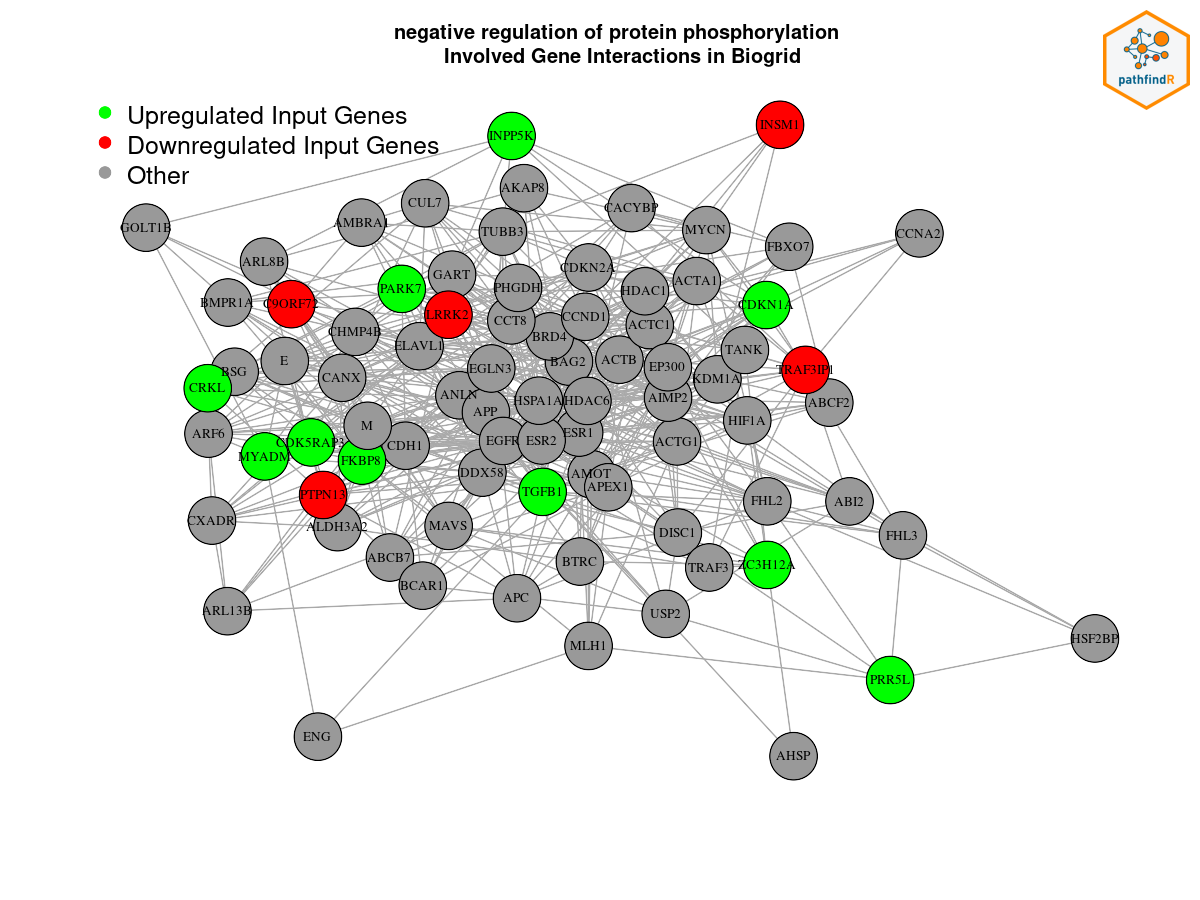 negative regulation of protein phosphorylation
Involved Gene Interactions in Biogrid
pathfindR
Upregulated Input Genes
Downregulated Input Genes
Other
INPP5K
INSM1
AKAP8
CUL7
CACYBP
GOLT1B
AMBRA1
TUBB3
MYCN
FBXO7
CCNA2
ARL8B
GART
CDKN2A
PARK7
PHGDH
HDAC1
ACTA1
BMPR1A
C9ORF72
LRRK2
CCND1
CDKN1A
CHMP4B
CCT8
ACTC1
BRD4
ELAVL1
TANK
BSG
E
EGLN3
BAG2
ACTB
EP300
TRAF3IP1
CRKL
CANX
KDM1A
ANLN
APP
HSPA1A
HDAC6
AIMP2
ABCF2
ARF6
M
HIF1A
CDK5RAP3
CDH1
EGFR
ESR2
ESR1
ACTG1
MYADM
FKBP8
DDX58
AMOT
APEX1
PTPN13
TGFB1
FHL2
ABI2
CXADR
ALDH3A2
MAVS
DISC1
FHL3
ABCB7
BTRC
TRAF3
ZC3H12A
BCAR1
APC
ARL13B
USP2
MLH1
HSF2BP
PRR5L
ENG
AHSP